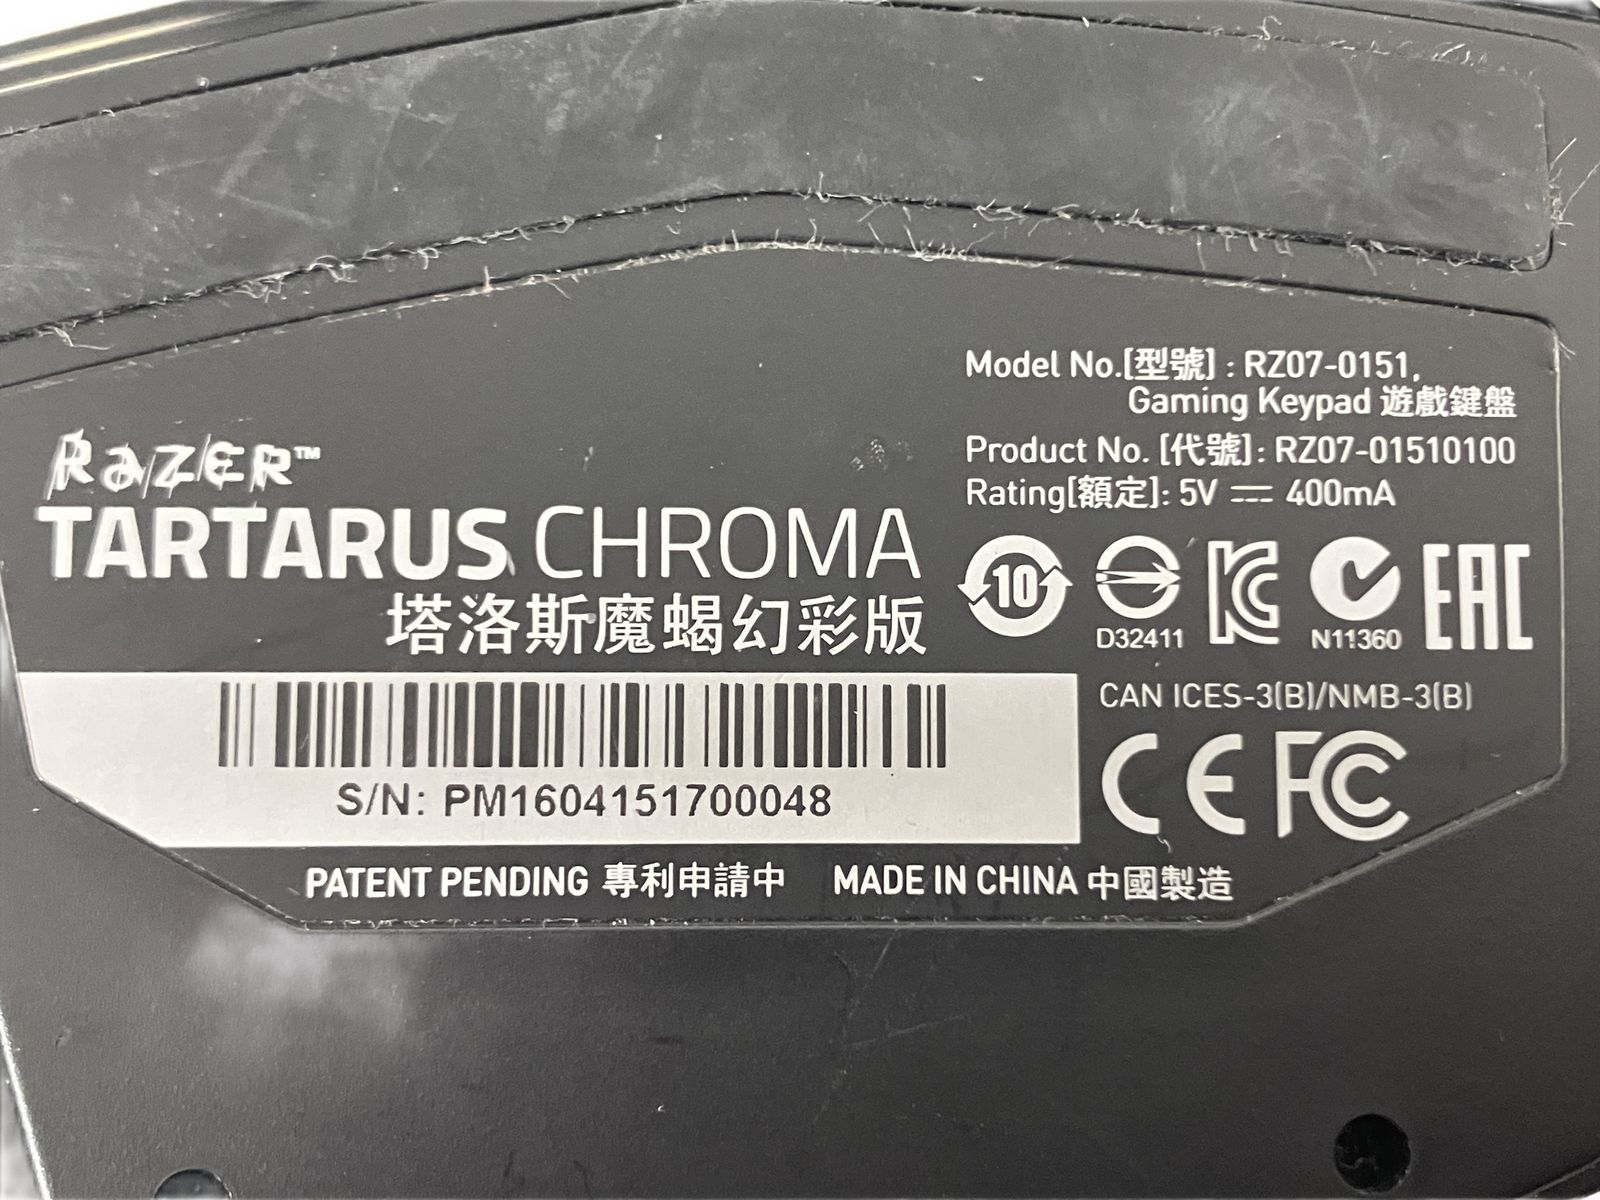 RAZER™
TARTARUS CHROMA
塔洛斯魔蝎幻彩版
Model No.[型號] : RZ07-0151,
Gaming Keypad 遊戲鍵盤
Product No. [代號]: RZ07-01510100
Rating[額定]: 5V ⎓ 400mA
10
D32411
N11360
EAC
CAN ICES-3(B)/NMB-3(B)
CE FC
S/N: PM1604151700048
PATENT PENDING 專利申請中 MADE IN CHINA 中國製造